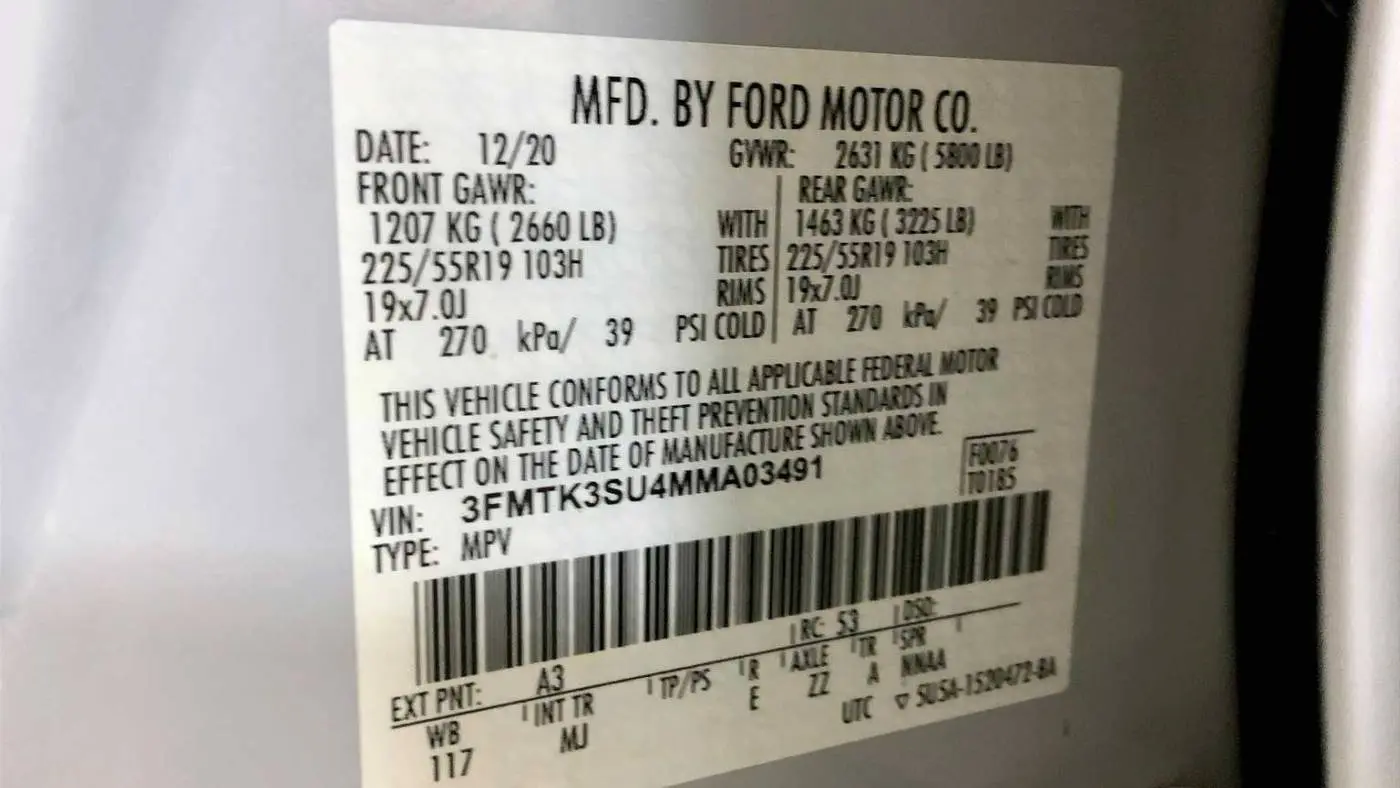 MFD. BY FORD MOTOR CO.
DATE: 12/20 GVWR: 2631 KG ( 5800 LB)
FRONT GAWR: REAR GAWR:
1207 KG ( 2660 LB) WITH 1463 KG ( 3225 LB) WITH
225/55R19 103H TIRES 225/55R19 103H TIRES
19x7.0J RIMS 19x7.0J RIMS
AT 270 kPa/ 39 PSI COLD AT 270 kPa/ 39 PSI COLD
THIS VEHICLE CONFORMS TO ALL APPLICABLE FEDERAL MOTOR
VEHICLE SAFETY AND THEFT PREVENTION STANDARDS IN
EFFECT ON THE DATE OF MANUFACTURE SHOWN ABOVE.
F0076
VIN: 3FMTK3SU4MMA03491 T0185
TYPE: MPV
EXT PNT: A3 RC: 53 DSO:
WB INT TR TP/PS R AXLE TR SPR
117 MJ E ZZ A NNAA
UTC ▽ SUSA-1520472-BA